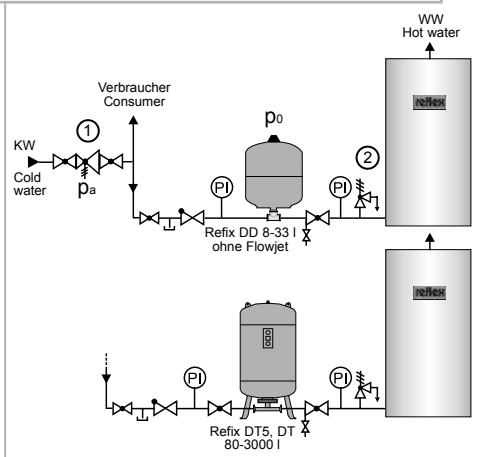 WW
Hot water
reflex
Verbraucher
Consumer
1
KW
Cold
water
pa
p0
2
PI
PI
Refix DD 8-33 l
ohne Flowjet
reflex
PI
PI
Refix DT5, DT
80-3000 l